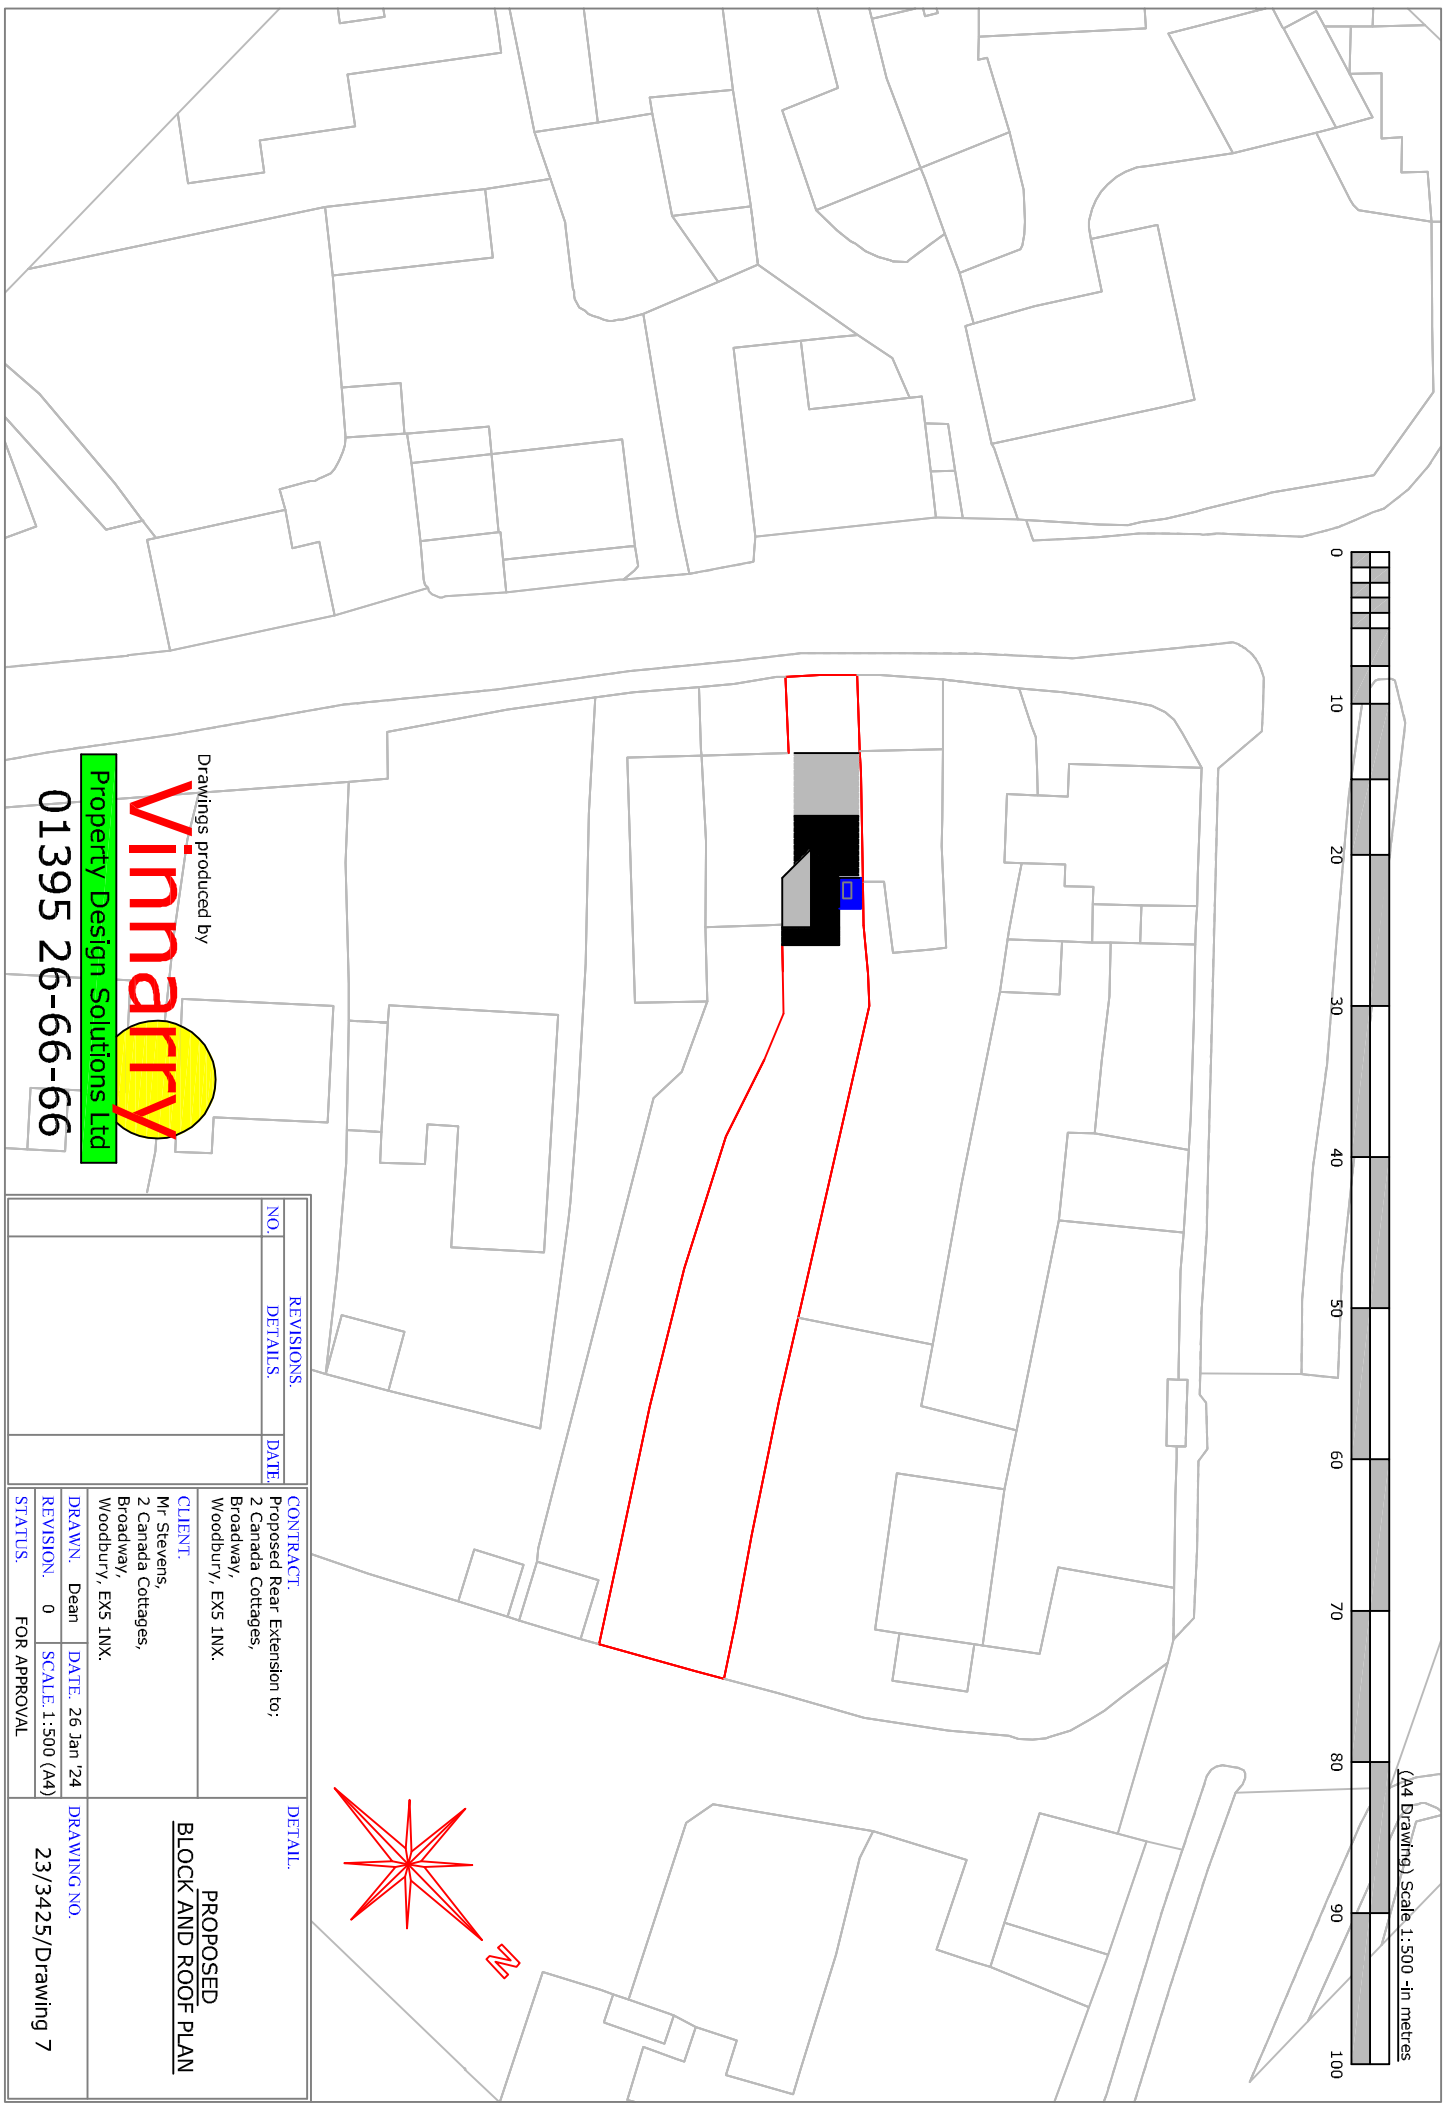 (A4 Drawing) Scale 1:500 -in metres
0 10 20 30 40 50 60 70 80 90 100
Drawings produced by
Vinnarry
Property Design Solutions Ltd
01395 26-66-66
N
REVISIONS.
NO. DETAILS. DATE.
CONTRACT.
Proposed Rear Extension to;
2 Canada Cottages,
Broadway,
Woodbury, EX5 1NX.
CLIENT.
Mr Stevens,
2 Canada Cottages,
Broadway,
Woodbury, EX5 1NX.
DRAWN. Dean DATE. 26 Jan '24
REVISION. 0 SCALE. 1:500 (A4)
STATUS. FOR APPROVAL
DETAIL.
PROPOSED
BLOCK AND ROOF PLAN
DRAWING NO.
23/3425/Drawing 7